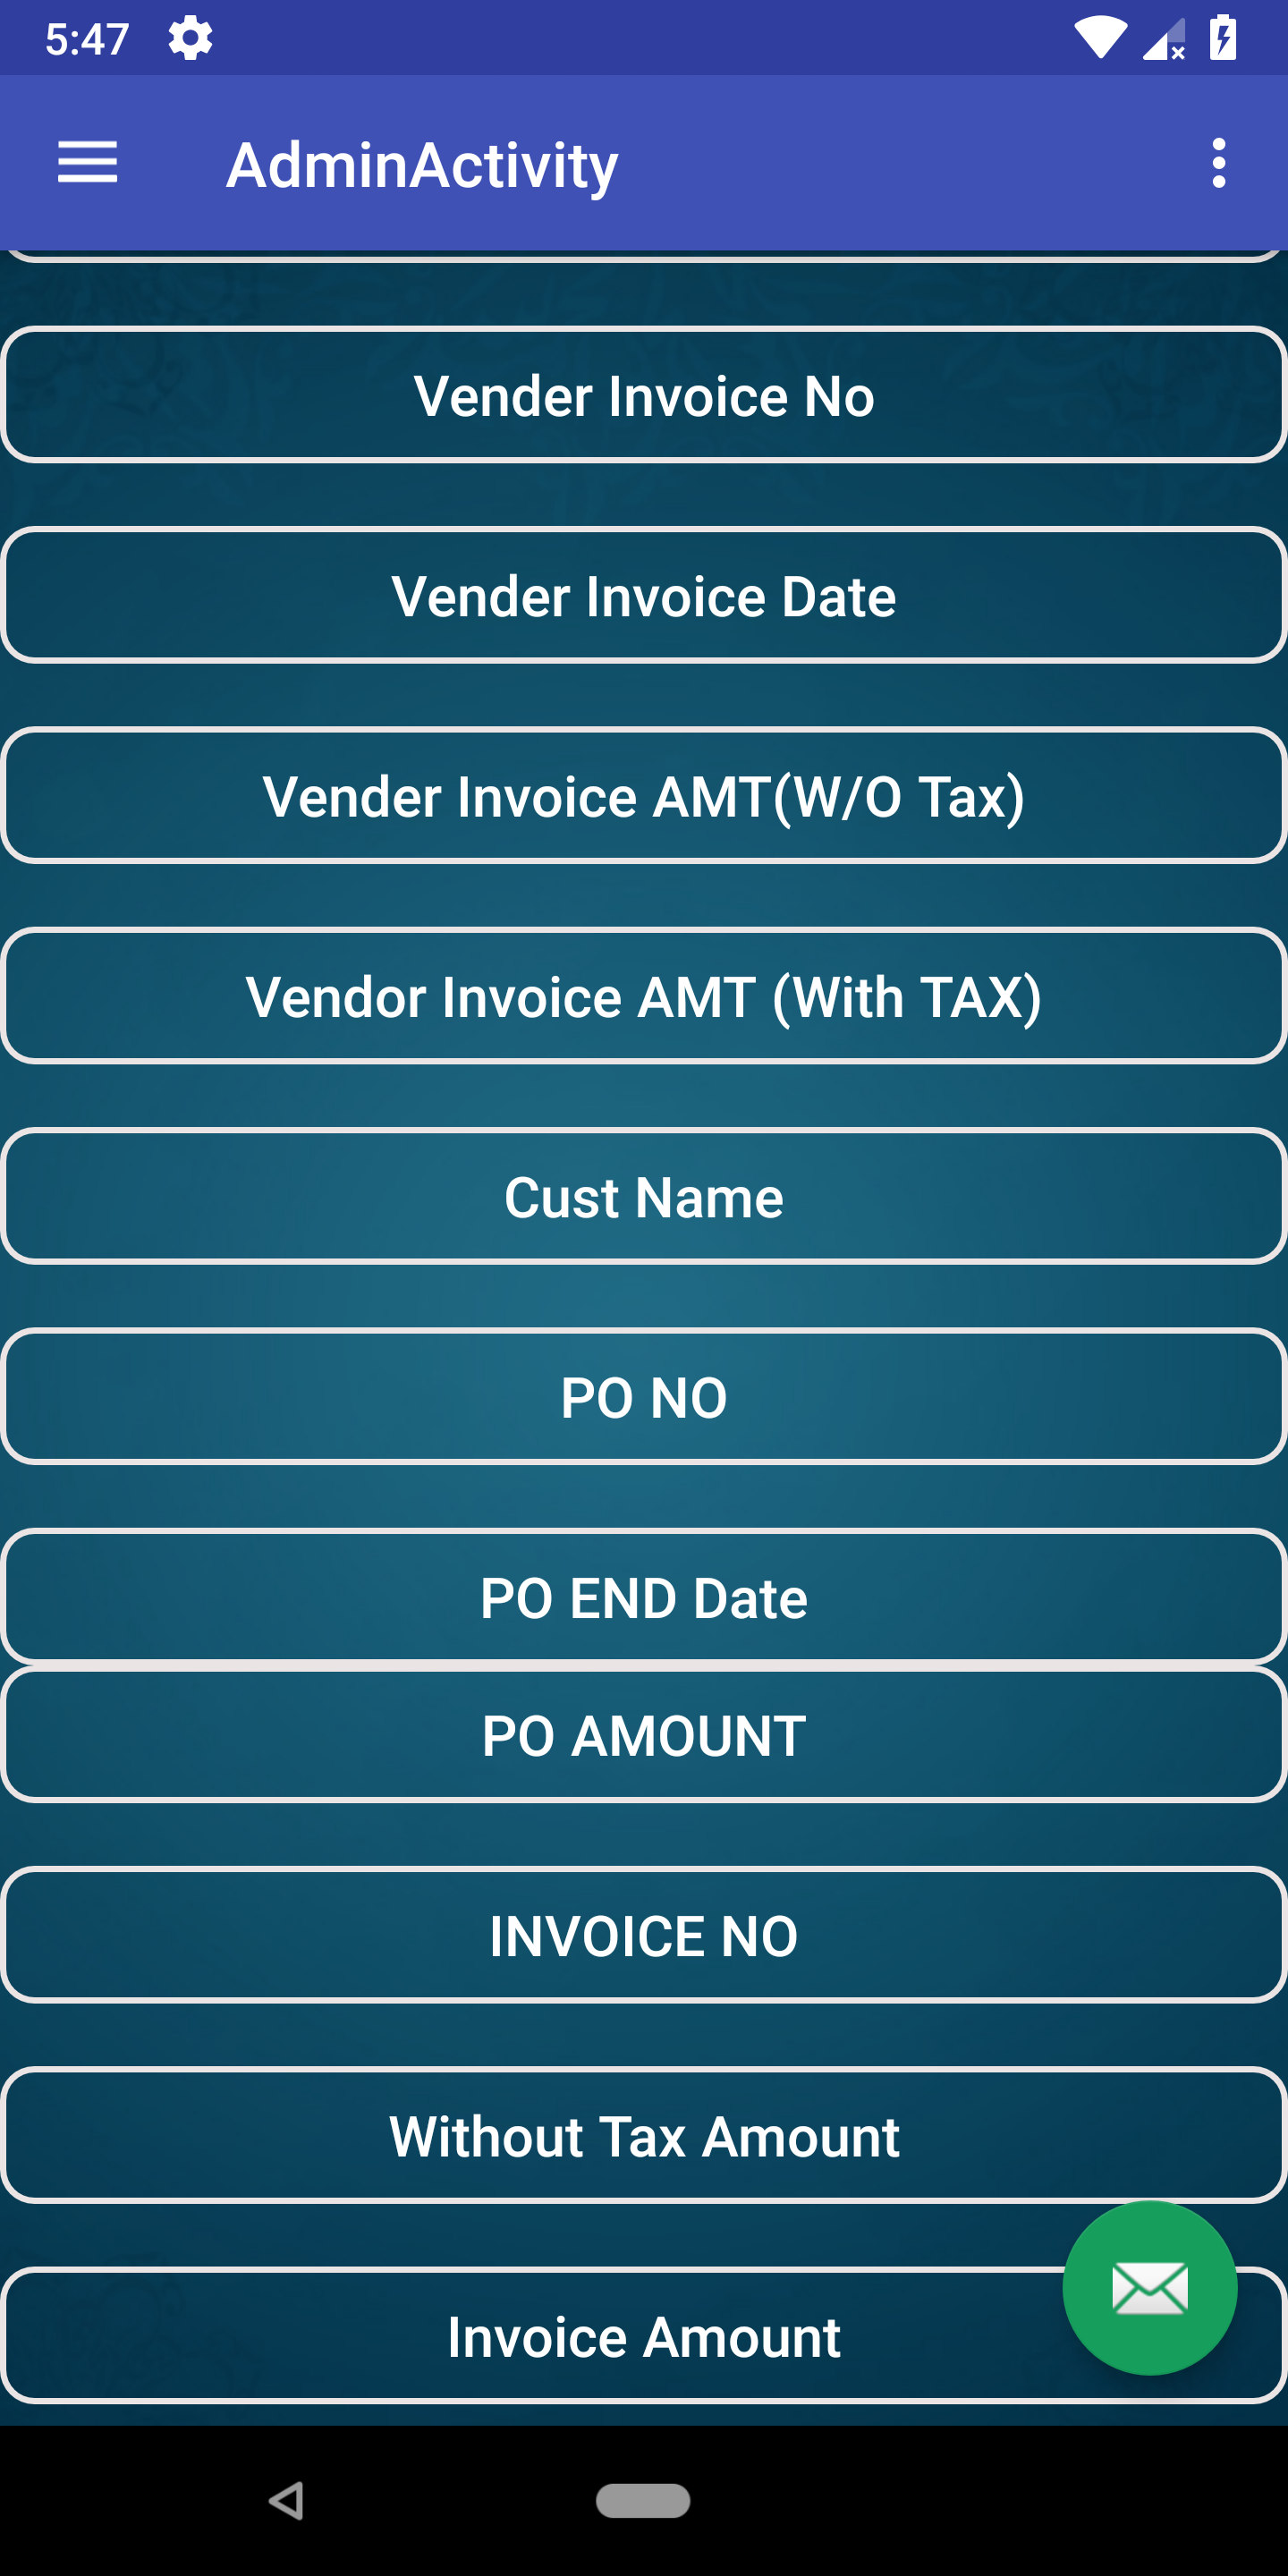 5:47
AdminActivity
Vender Invoice No
Vender Invoice Date
Vender Invoice AMT(W/O Tax)
Vendor Invoice AMT (With TAX)
Cust Name
PO NO
PO END Date
PO AMOUNT
INVOICE NO
Without Tax Amount
Invoice Amount